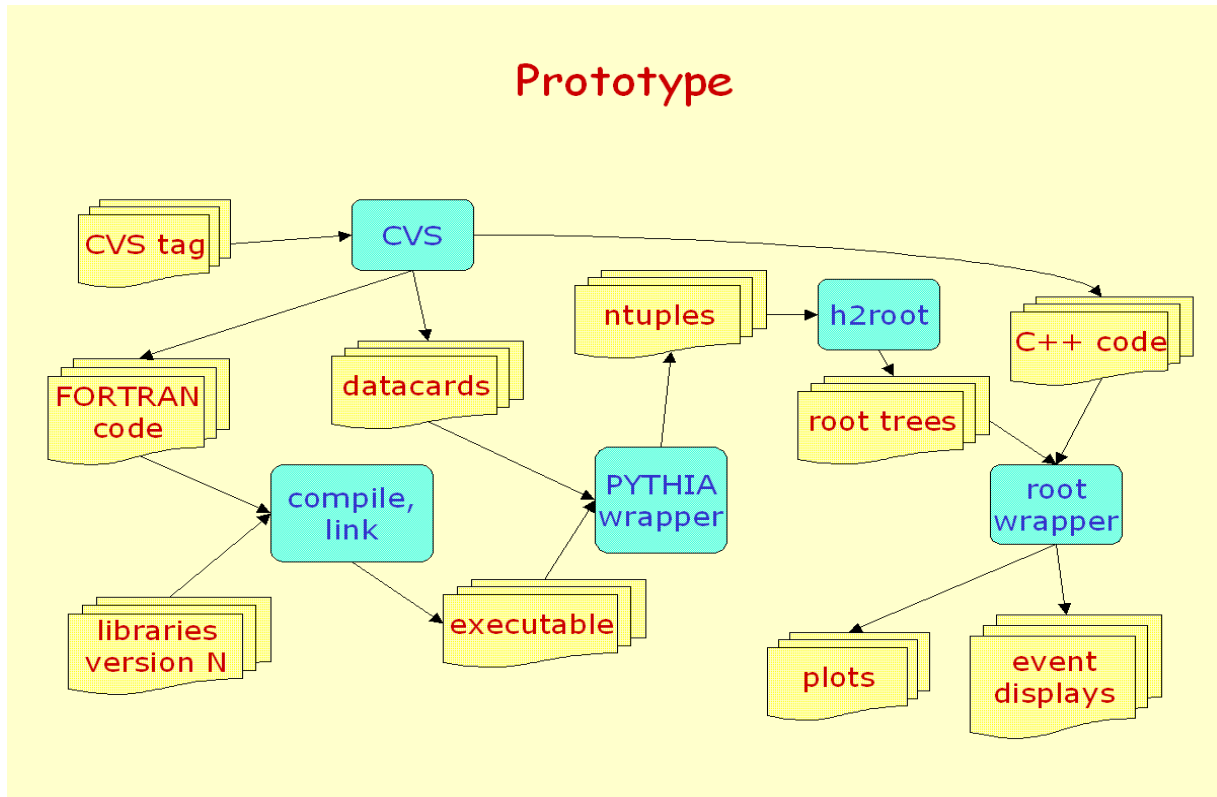 Prototype
CVS tag
CVS
ntuples
h2root
C++ code
FORTRAN
code
datacards
root trees
compile,
link
PYTHIA
wrapper
root
wrapper
libraries
version N
executable
plots
event
displays